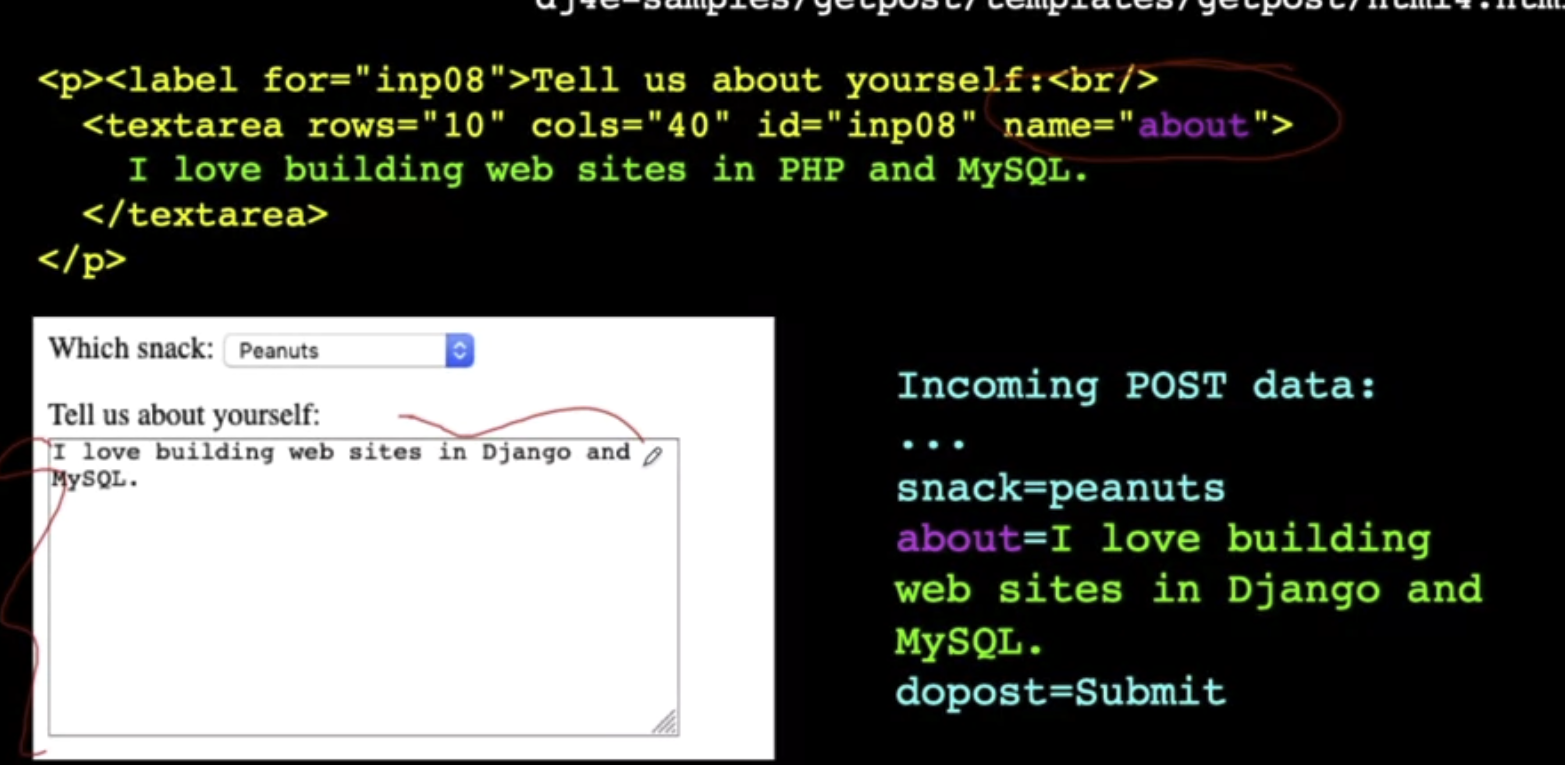 dj4e-samples/getpost/templates/getpost/html4.htm
<p><label for="inp08">Tell us about yourself:<br/>
<textarea rows="10" cols="40" id="inp08" name="about">
I love building web sites in PHP and MySQL.
</textarea>
</p>
Which snack: Peanuts
Tell us about yourself:
I love building web sites in Django and
MySQL.
Incoming POST data:
...
snack=peanuts
about=I love building
web sites in Django and
MySQL.
dopost=Submit